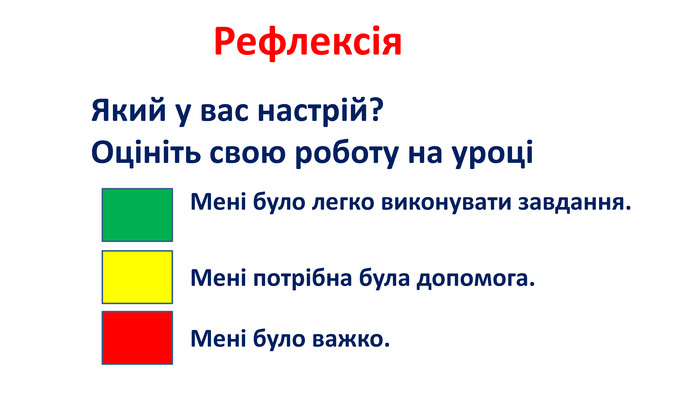 Рефлексія
Який у вас настрій?
Оцініть свою роботу на уроці
Мені було легко виконувати завдання.
Мені потрібна була допомога.
Мені було важко.